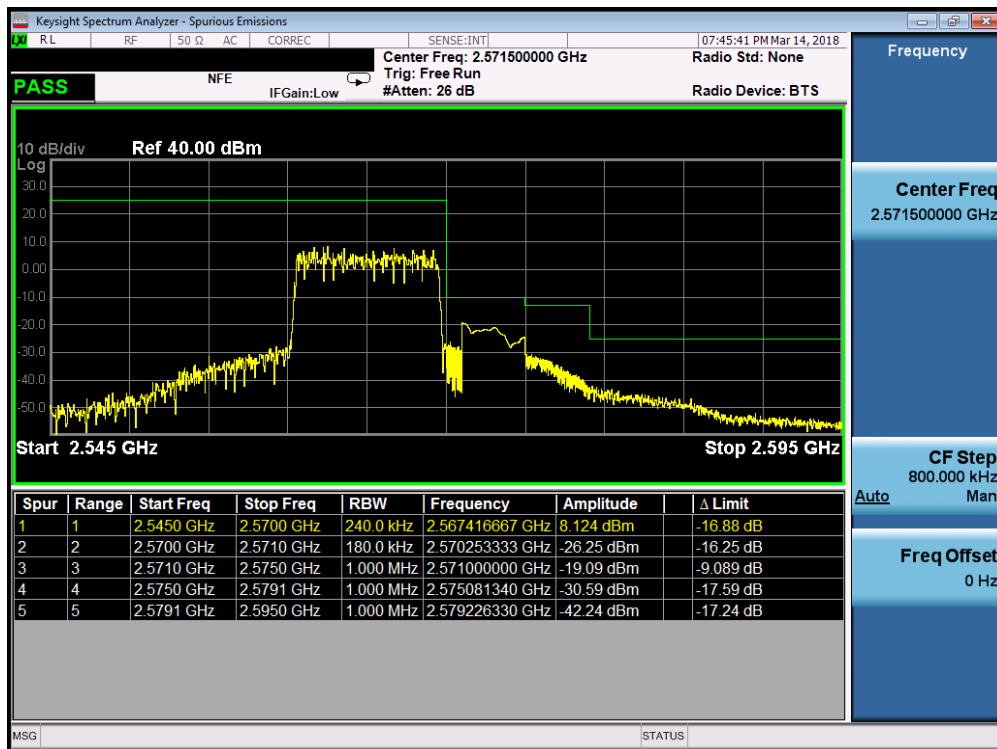 Keysight Spectrum Analyzer - Spurious Emissions
LXI RL RF 50 Ω AC CORREC SENSE:INT 07:45:41 PM Mar 14, 2018
Center Freq: 2.571500000 GHz Radio Std: None
NFE Trig: Free Run
PASS IFGain:Low #Atten: 26 dB Radio Device: BTS
10 dB/div Ref 40.00 dBm
Log
30.0
20.0
10.0
0.00
-10.0
-20.0
-30.0
-40.0
-50.0
Start 2.545 GHz Stop 2.595 GHz
Spur Range Start Freq Stop Freq RBW Frequency Amplitude Δ Limit
1 1 2.5450 GHz 2.5700 GHz 240.0 kHz 2.567416667 GHz 8.124 dBm -16.88 dB
2 2 2.5700 GHz 2.5710 GHz 180.0 kHz 2.570253333 GHz -26.25 dBm -16.25 dB
3 3 2.5710 GHz 2.5750 GHz 1.000 MHz 2.571000000 GHz -19.09 dBm -9.089 dB
4 4 2.5750 GHz 2.5791 GHz 1.000 MHz 2.575081340 GHz -30.59 dBm -17.59 dB
5 5 2.5791 GHz 2.5950 GHz 1.000 MHz 2.579226330 GHz -42.24 dBm -17.24 dB
MSG STATUS
Frequency
Center Freq
2.571500000 GHz
CF Step
800.000 kHz
Auto Man
Freq Offset
0 Hz